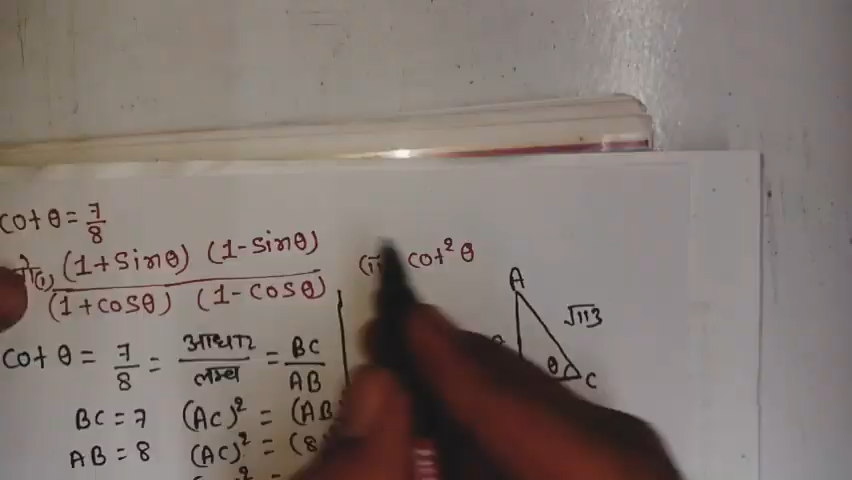 cot θ = 7/8
(1+sinθ) (1-sinθ)
(1+cosθ) (1-cosθ)
cot² θ
A
√113
θ C
cot θ = 7/8 = आधार/लम्ब = BC/AB
BC = 7 (AC)² = (AB
AB = 8 (AC)² = (8